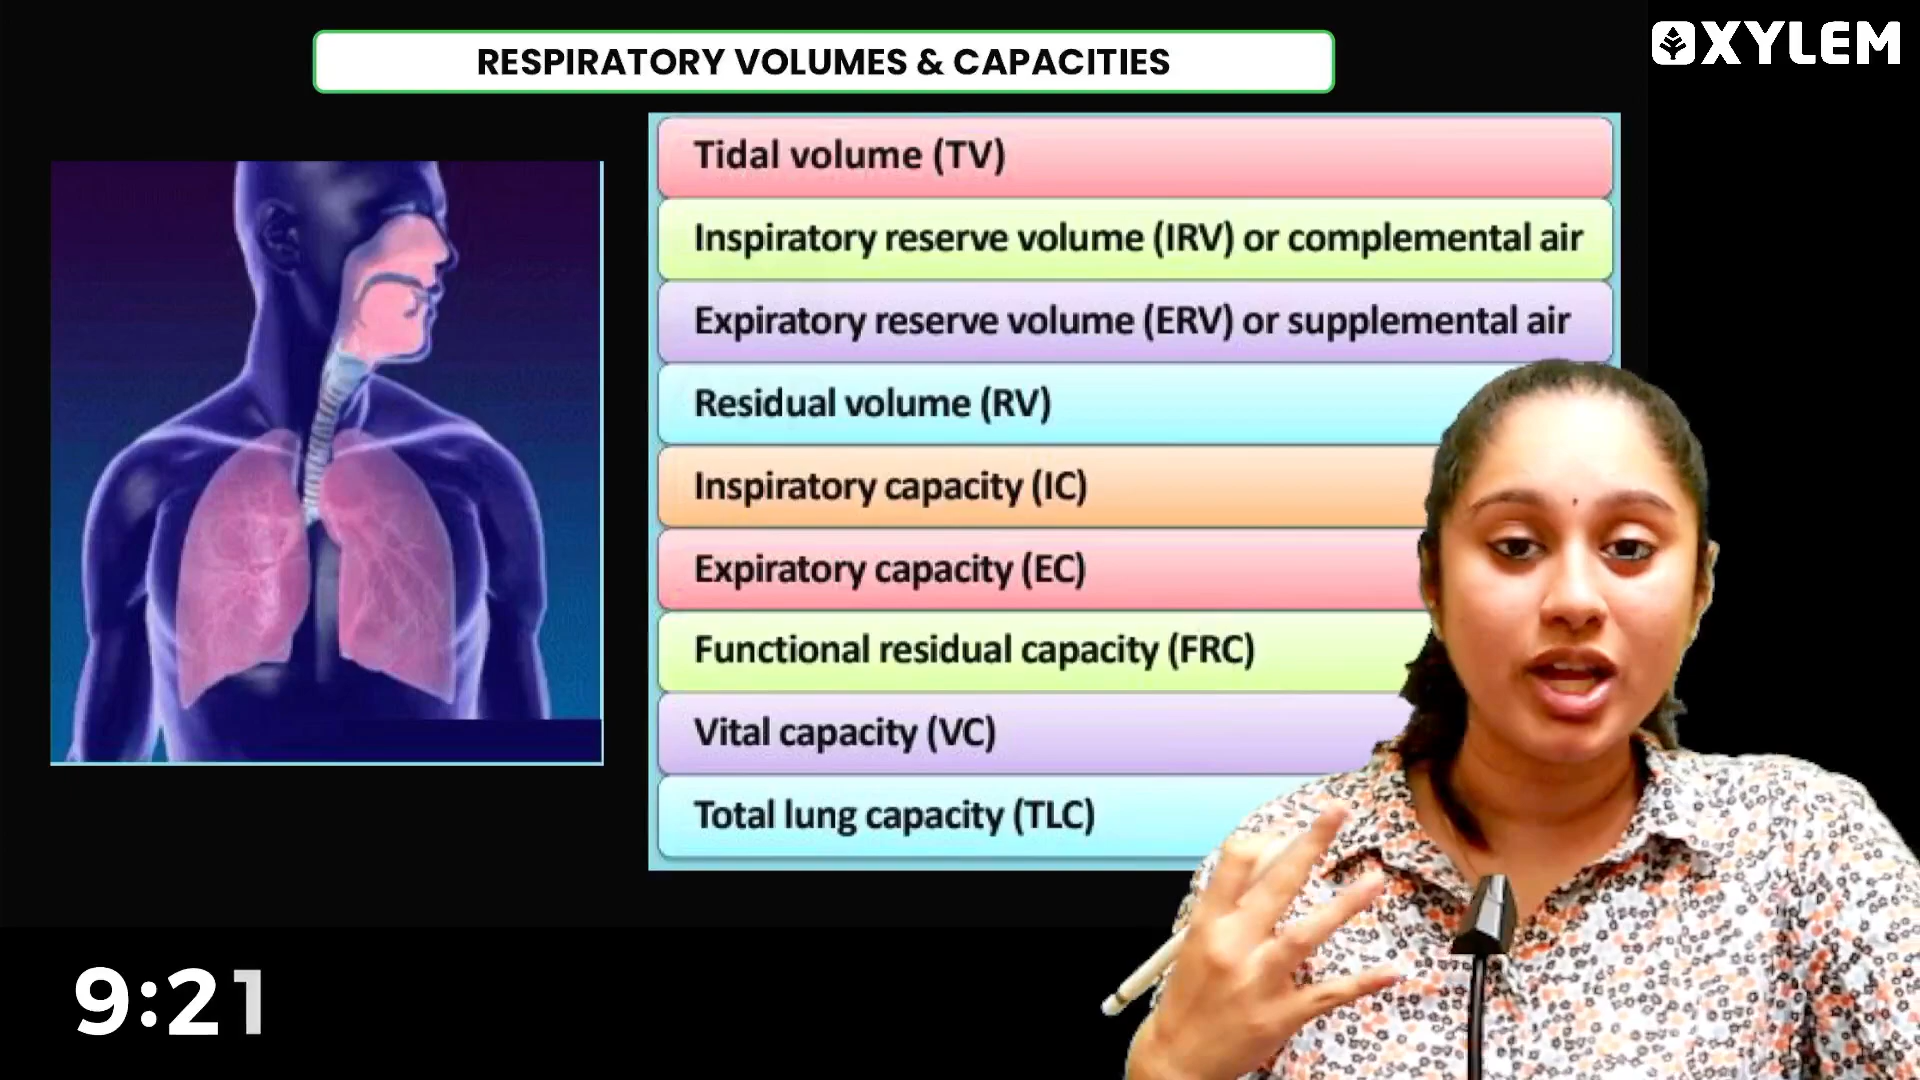 RESPIRATORY VOLUMES & CAPACITIES
XYLEM
Tidal volume (TV)
Inspiratory reserve volume (IRV) or complemental air
Expiratory reserve volume (ERV) or supplemental air
Residual volume (RV)
Inspiratory capacity (IC)
Expiratory capacity (EC)
Functional residual capacity (FRC)
Vital capacity (VC)
Total lung capacity (TLC)
9:21